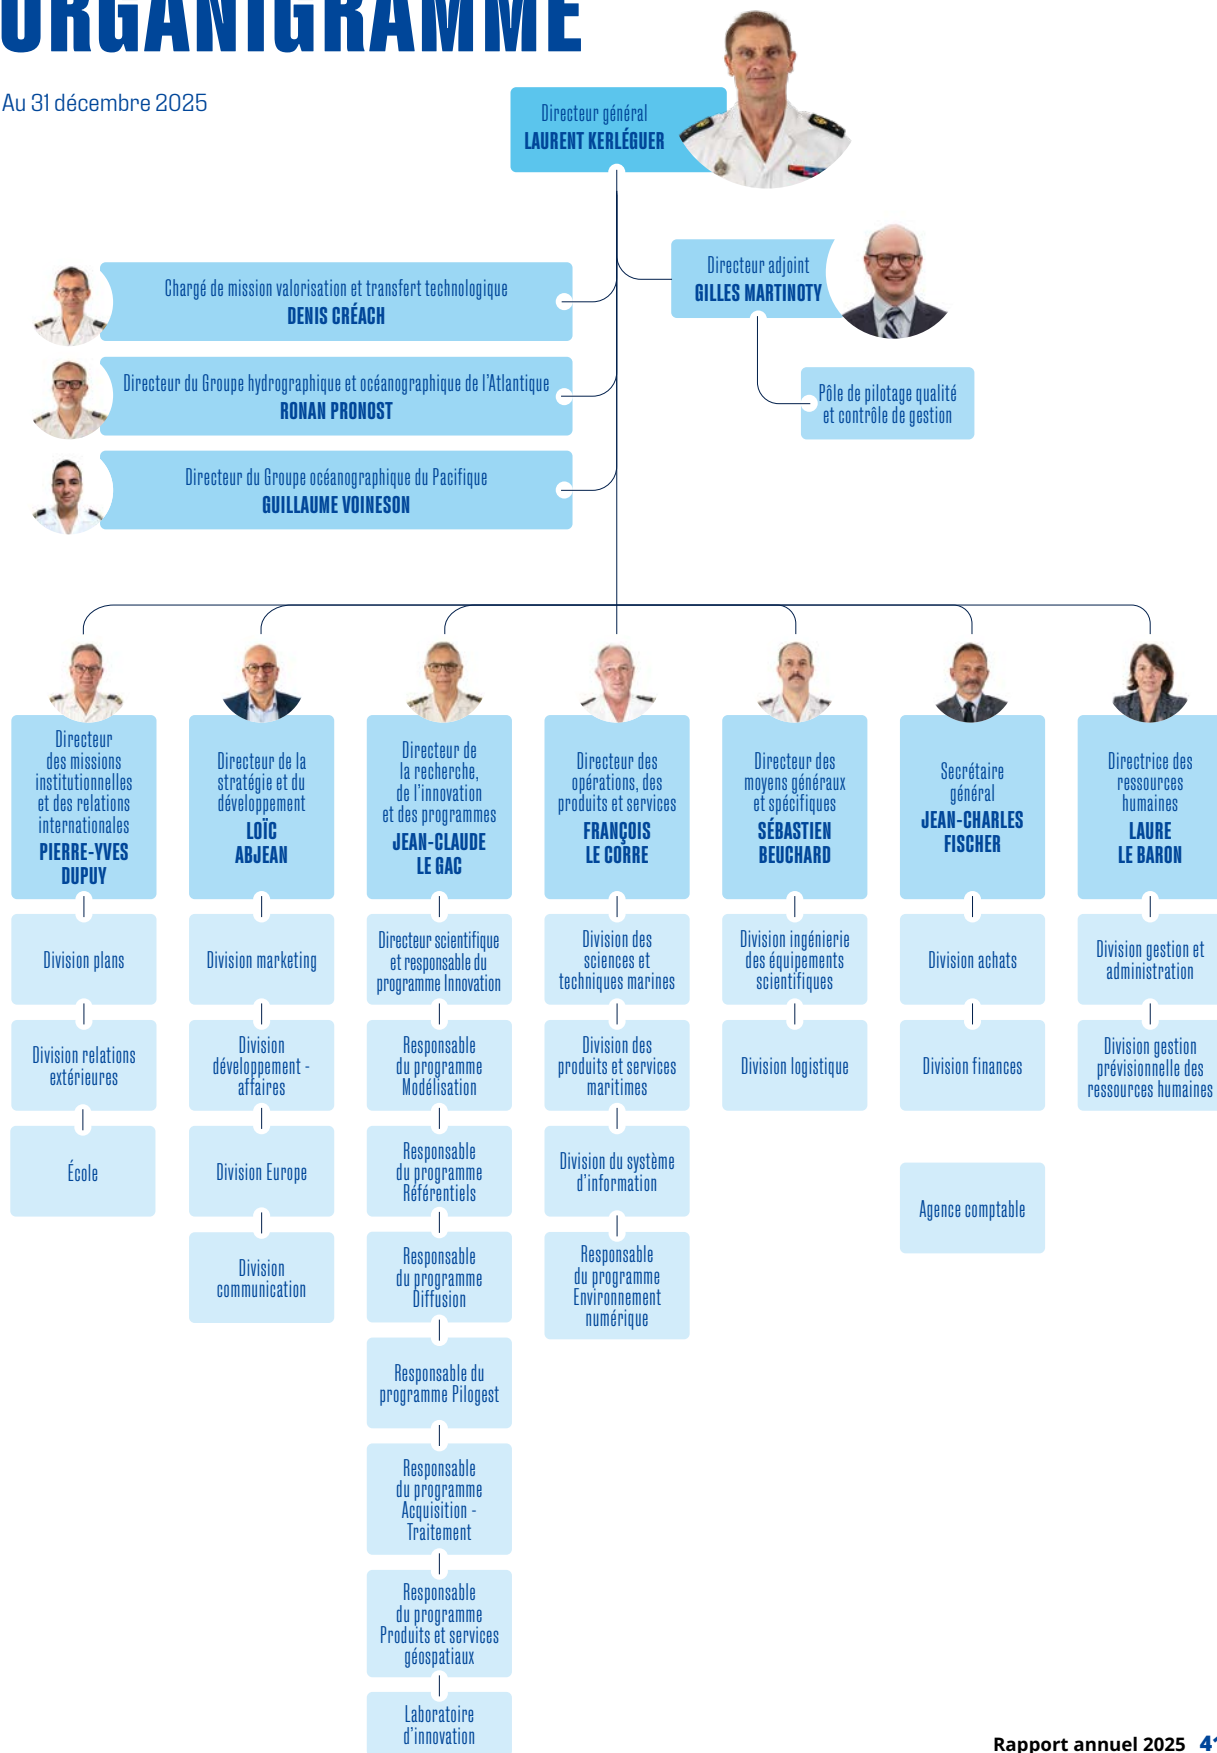 ORGANIGRAMME
Au 31 décembre 2025
Directeur général
LAURENT KERLÉGUER
Directeur adjoint
GILLES MARTINOTY
Pôle de pilotage qualité
et contrôle de gestion
Chargé de mission valorisation et transfert technologique
DENIS CRÉACH
Directeur du Groupe hydrographique et océanographique de l'Atlantique
RONAN PRONOST
Directeur du Groupe océanographique du Pacifique
GUILLAUME VOINESON
Directeur
des missions
institutionnelles
et des relations
internationales
PIERRE-YVES
DUPUY
Division plans
Division relations
extérieures
École
Directeur de la
stratégie et du
développement
LOÏC
ABJEAN
Division marketing
Division
développement -
affaires
Division Europe
Division
communication
Directeur de
la recherche,
de l'innovation
et des programmes
JEAN-CLAUDE
LE GAC
Directeur scientifique
et responsable du
programme Innovation
Responsable
du programme
Modélisation
Responsable
du programme
Référentiels
Responsable
du programme
Diffusion
Responsable du
programme Pilogest
Responsable
du programme
Acquisition -
Traitement
Responsable
du programme
Produits et services
géospatiaux
Laboratoire
d'innovation
Directeur des
opérations, des
produits et services
FRANÇOIS
LE CORRE
Division des
sciences et
techniques marines
Division des
produits et services
maritimes
Division du système
d'information
Responsable
du programme
Environnement
numérique
Directeur des
moyens généraux
et spécifiques
SÉBASTIEN
BEUCHARD
Division ingénierie
des équipements
scientifiques
Division logistique
Secrétaire
général
JEAN-CHARLES
FISCHER
Division achats
Division finances
Agence comptable
Directrice des
ressources
humaines
LAURE
LE BARON
Division gestion et
administration
Division gestion
prévisionnelle des
ressources humaines
Rapport annuel 2025 41